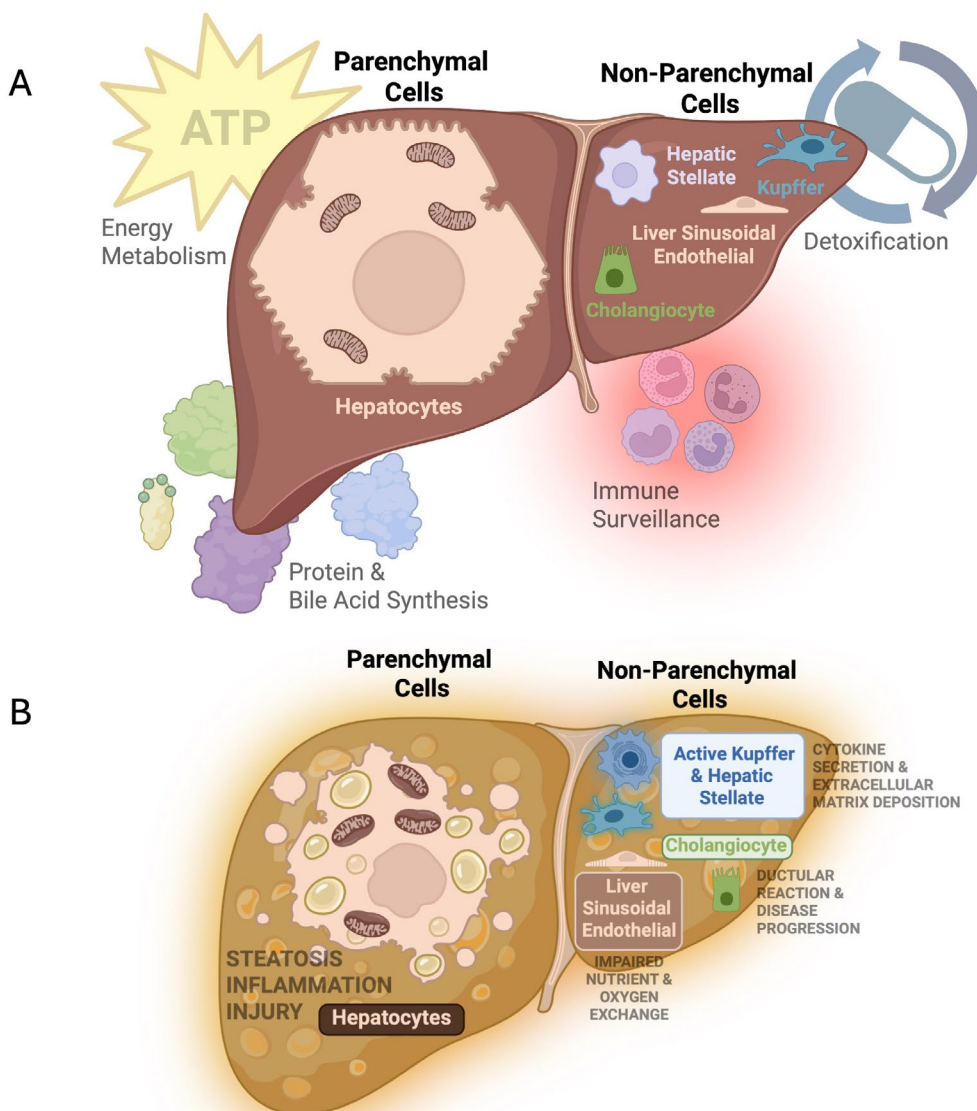 A
Parenchymal
Cells
Non-Parenchymal
Cells
ATP
Energy
Metabolism
Hepatic
Stellate
Kupffer
Liver Sinusoidal
Endothelial
Cholangiocyte
Detoxification
Hepatocytes
Immune
Surveillance
Protein &
Bile Acid Synthesis
B
Parenchymal
Cells
Non-Parenchymal
Cells
Active Kupffer
& Hepatic
Stellate
CYTOKINE
SECRETION &
EXTRACELLULAR
MATRIX DEPOSITION
Cholangiocyte
DUCTULAR
REACTION &
DISEASE
PROGRESSION
Liver
Sinusoidal
Endothelial
IMPAIRED
NUTRIENT &
OXYGEN
EXCHANGE
STEATOSIS
INFLAMMATION
INJURY
Hepatocytes